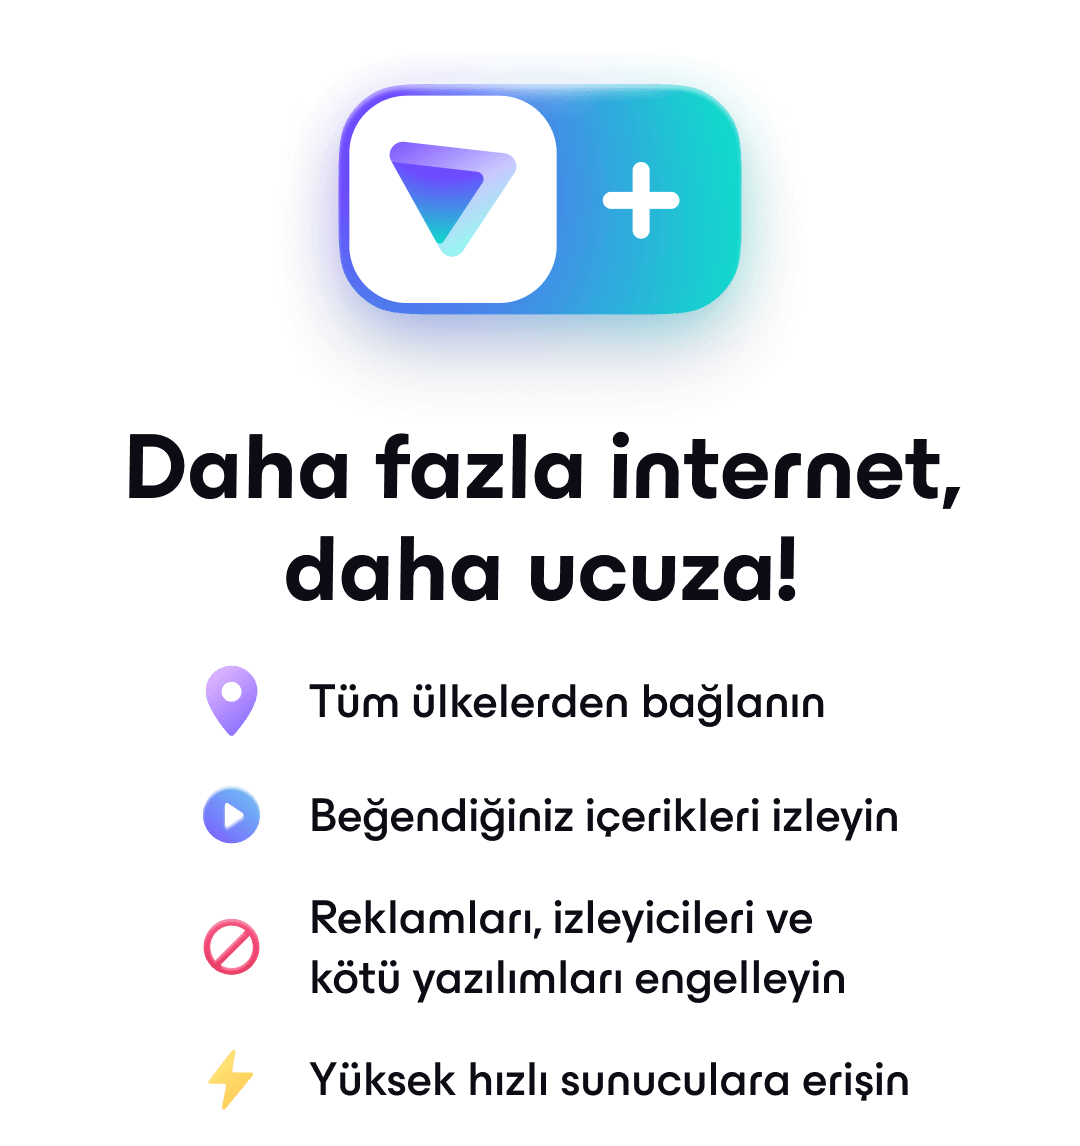 Daha fazla internet,
daha ucuza!
Tüm ülkelerden bağlanın
Beğendiğiniz içerikleri izleyin
Reklamları, izleyicileri ve
kötü yazılımları engelleyin
Yüksek hızlı sunuculara erişin